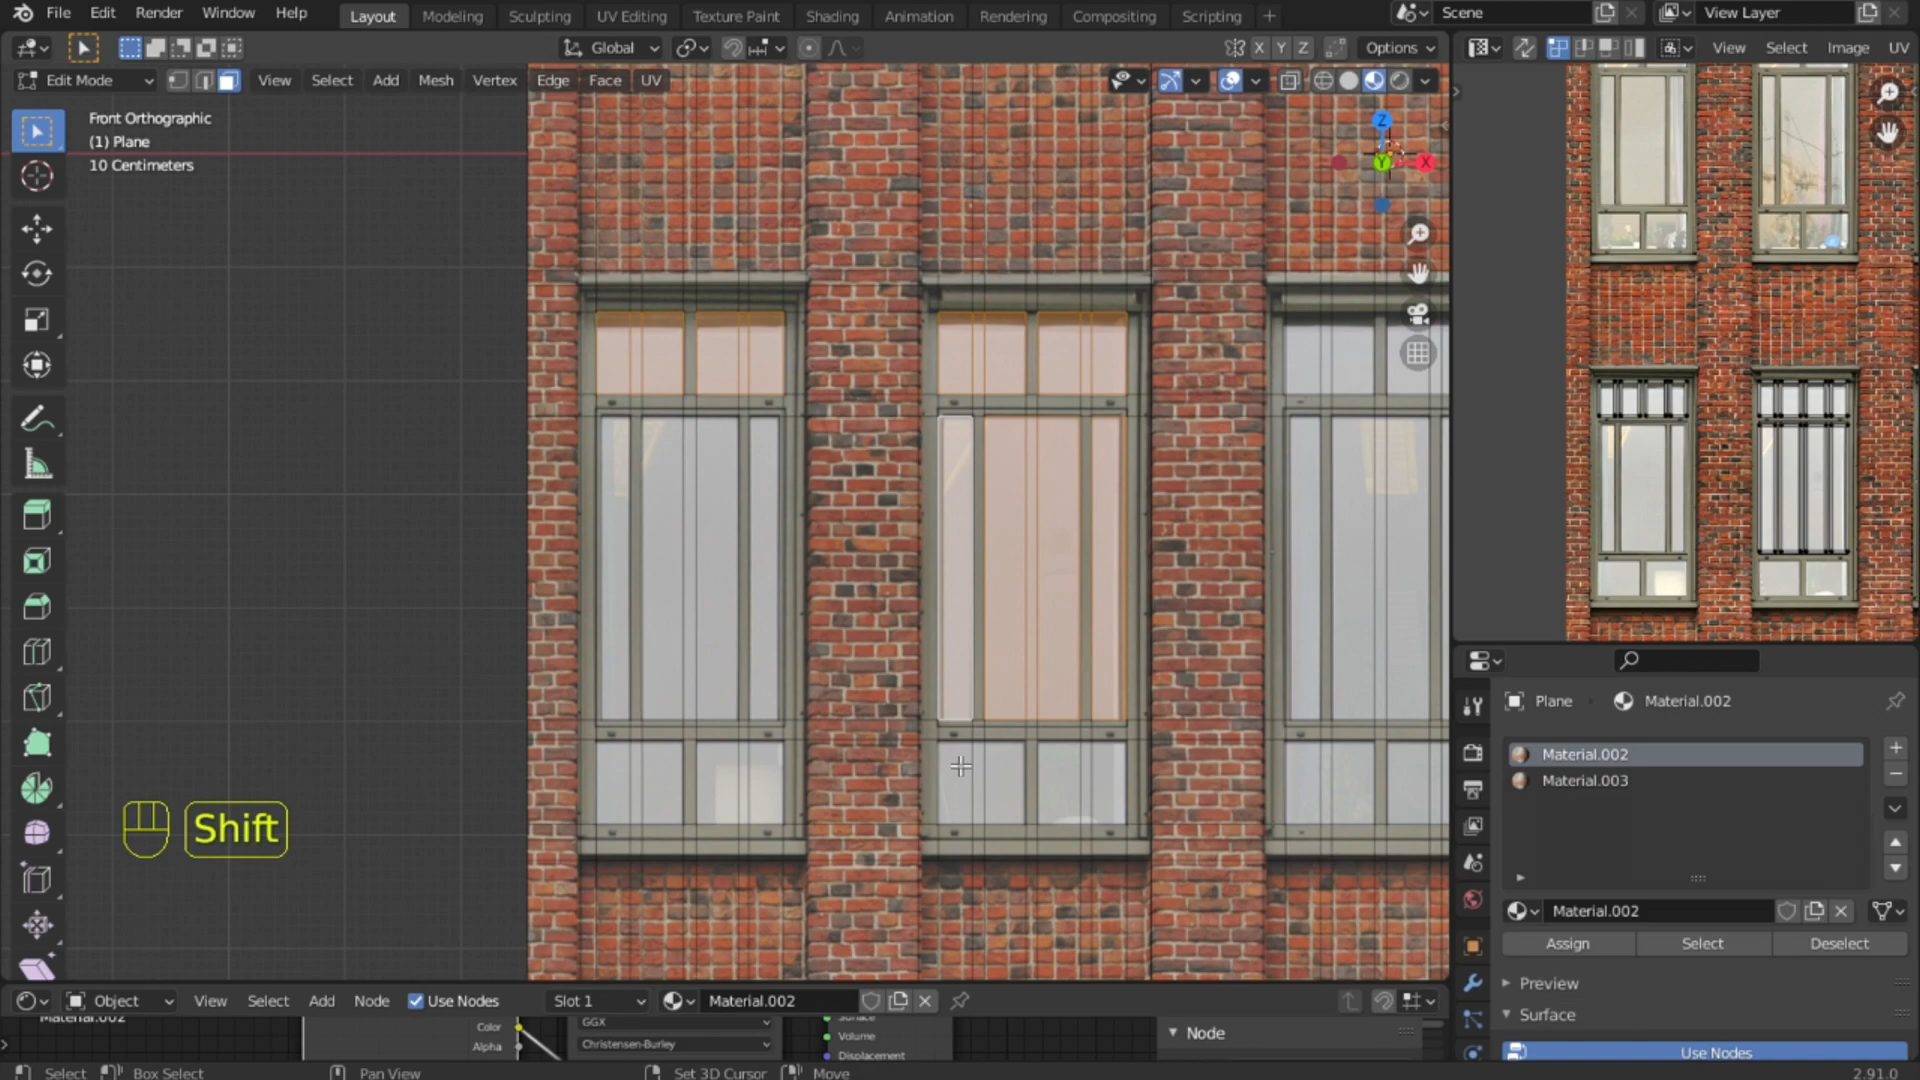 File Edit Render Window Help Layout Modeling Sculpting UV Editing Texture Paint Shading Animation Rendering Compositing Scripting + Scene View Layer
Global X Y Z Options View Select Image UV
Edit Mode View Select Add Mesh Vertex Edge Face UV
Front Orthographic
(1) Plane
10 Centimeters
Z
Y
X
Shift
Plane Material.002
Material.002
Material.003
Material.002
Assign Select Deselect
Preview
Surface
Use Nodes
Object View Select Add Node Use Nodes Slot 1 Material.002
Material.002
Color
Alpha
GGX
Christensen-Burley
Surface
Volume
Displacement
Node
Select Box Select Pan View Set 3D Cursor Move 2.91.0